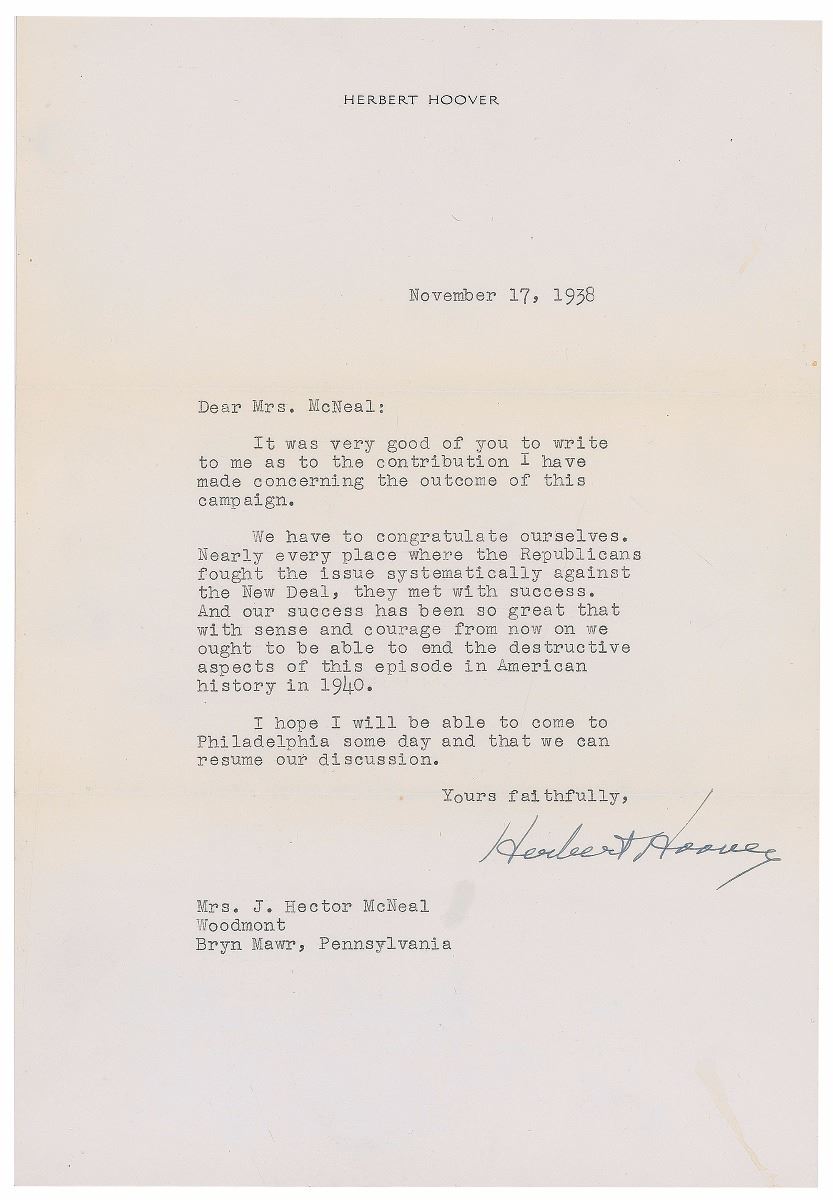 HERBERT HOOVER
November 17, 1938
Dear Mrs. McNeal:
It was very good of you to write
to me as to the contribution I have
made concerning the outcome of this
campaign.
We have to congratulate ourselves.
Nearly every place where the Republicans
fought the issue systematically against
the New Deal, they met with success.
And our success has been so great that
with sense and courage from now on we
ought to be able to end the destructive
aspects of this episode in American
history in 1940.
I hope I will be able to come to
Philadelphia some day and that we can
resume our discussion.
Yours faithfully,
Herbert Hoover
Mrs. J. Hector McNeal
Woodmont
Bryn Mawr, Pennsylvania